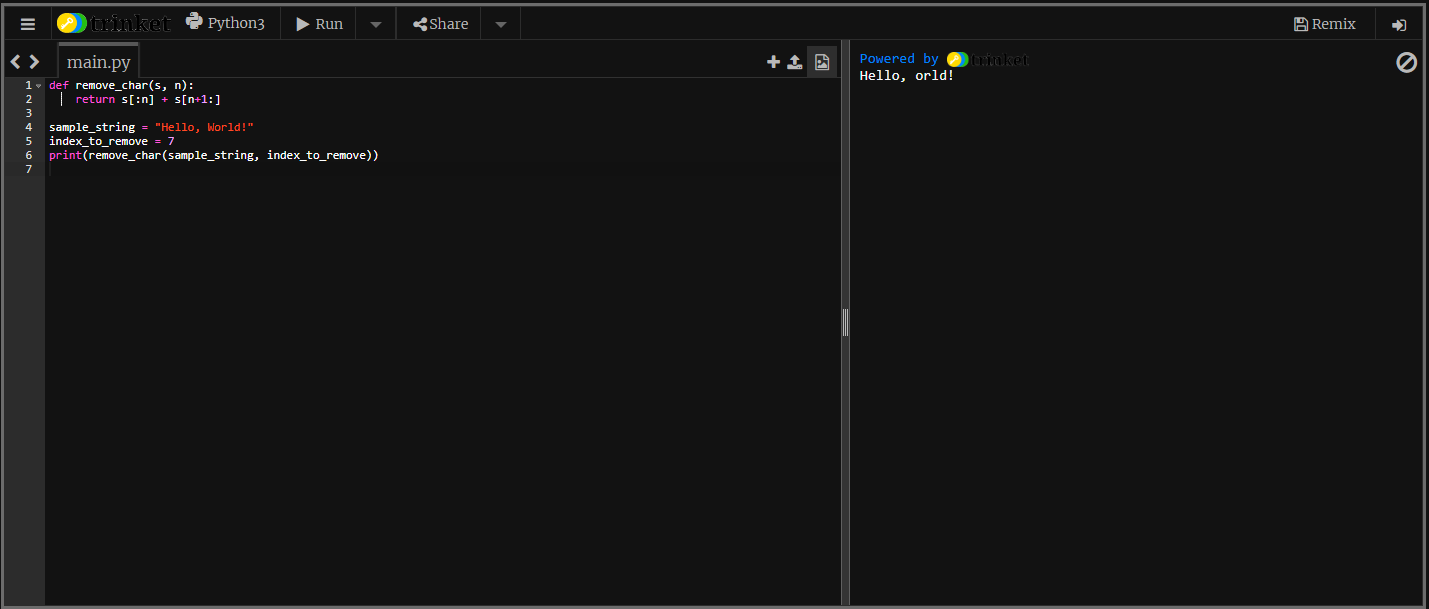 trinket Python3 Run Share Remix
main.py
1 def remove_char(s, n):
2     return s[:n] + s[n+1:]
3
4 sample_string = "Hello, World!"
5 index_to_remove = 7
6 print(remove_char(sample_string, index_to_remove))
7
Powered by trinket
Hello, orld!